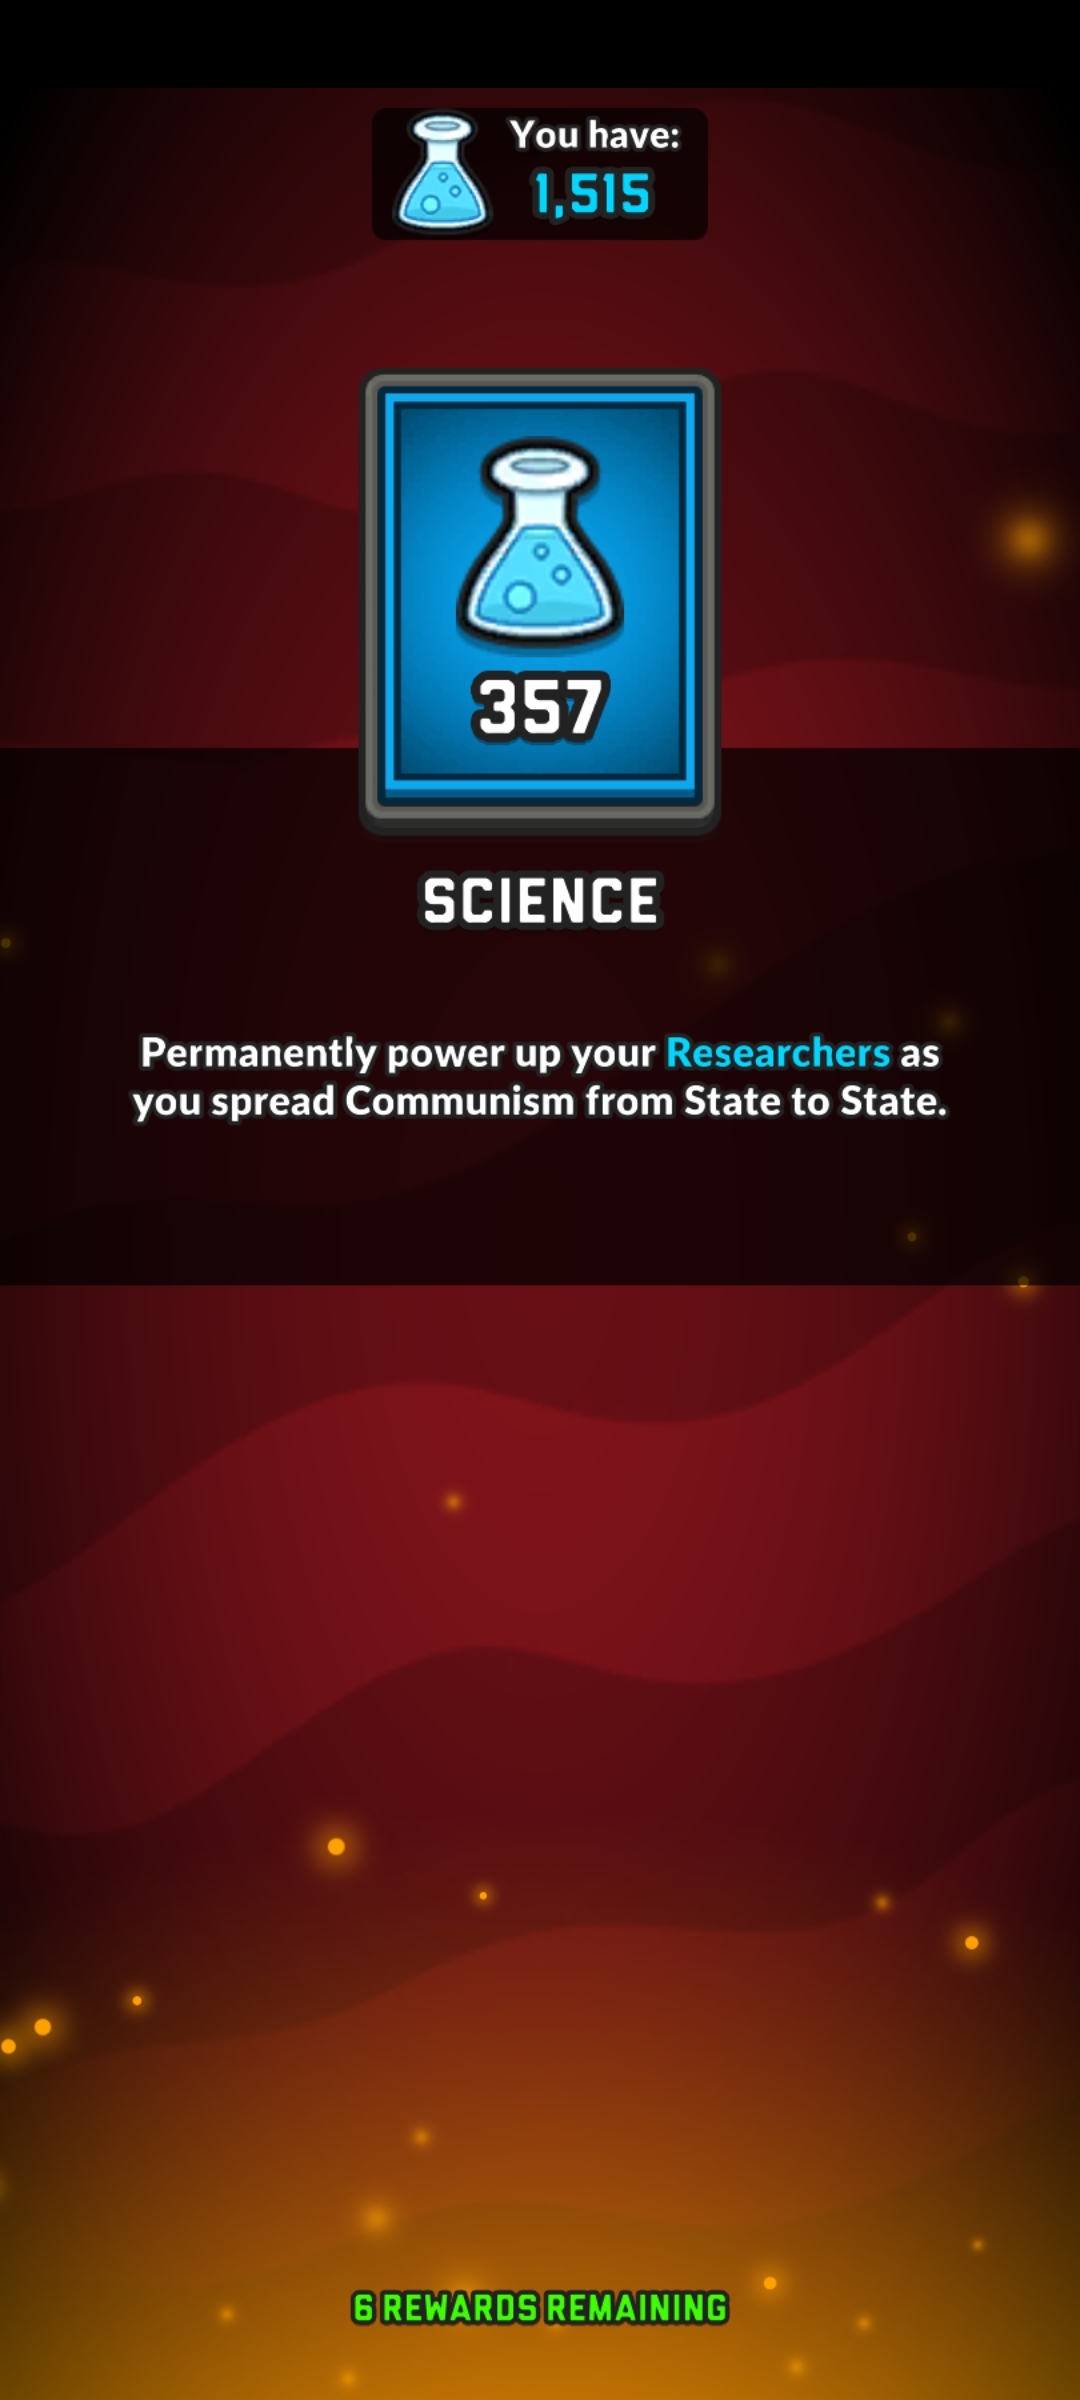 You have:
1,515
357
SCIENCE
Permanently power up your Researchers as
you spread Communism from State to State.
6 REWARDS REMAINING